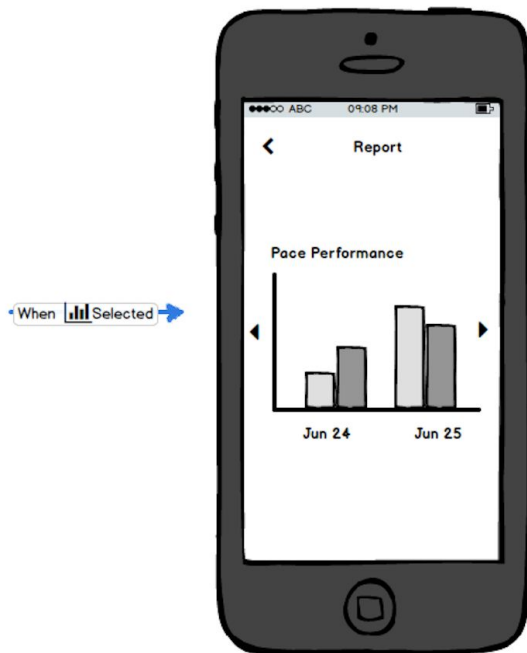 ABC 09:08 PM
Report
Pace Performance
When Selected
Jun 24 Jun 25